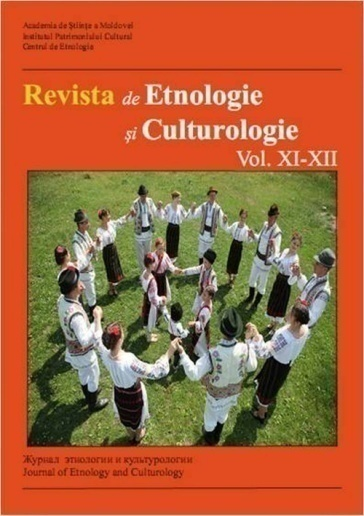 Academia de Științe a Moldovei
Institutul Patrimoniului Cultural
Centrul de Etnologie
Revista de Etnologie
și Culturologie
Vol. XI-XII
Журнал этнологии и культурологии
Journal of Etnology and Culturology